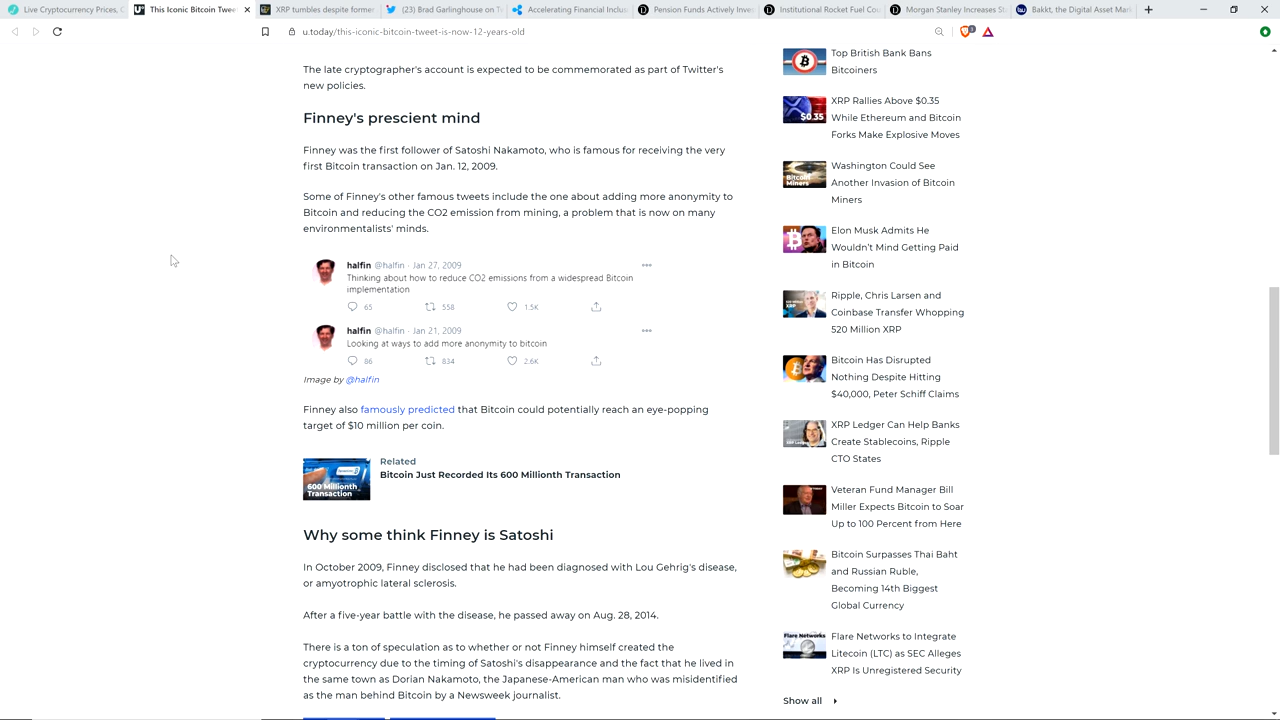 Live Cryptocurrency Prices, C
This Iconic Bitcoin Twee
XRP tumbles despite former
(23) Brad Garlinghouse on Tw
Accelerating Financial Inclus
Pension Funds Actively Inves
Institutional Rocket Fuel Cou
Morgan Stanley Increases St
Bakkt, the Digital Asset Mark
u.today/this-iconic-bitcoin-tweet-is-now-12-years-old
The late cryptographer's account is expected to be commemorated as part of Twitter's
new policies.
Finney's prescient mind
Finney was the first follower of Satoshi Nakamoto, who is famous for receiving the very
first Bitcoin transaction on Jan. 12, 2009.
Some of Finney's other famous tweets include the one about adding more anonymity to
Bitcoin and reducing the CO2 emission from mining, a problem that is now on many
environmentalists' minds.
halfin @halfin · Jan 27, 2009
Thinking about how to reduce CO2 emissions from a widespread Bitcoin
implementation
65 558 1.5K
halfin @halfin · Jan 21, 2009
Looking at ways to add more anonymity to bitcoin
86 834 2.6K
Image by @halfin
Finney also famously predicted that Bitcoin could potentially reach an eye-popping
target of $10 million per coin.
600 Millionth
Transaction
Related
Bitcoin Just Recorded Its 600 Millionth Transaction
Why some think Finney is Satoshi
In October 2009, Finney disclosed that he had been diagnosed with Lou Gehrig's disease,
or amyotrophic lateral sclerosis.
After a five-year battle with the disease, he passed away on Aug. 28, 2014.
There is a ton of speculation as to whether or not Finney himself created the
cryptocurrency due to the timing of Satoshi's disappearance and the fact that he lived in
the same town as Dorian Nakamoto, the Japanese-American man who was misidentified
as the man behind Bitcoin by a Newsweek journalist.
Top British Bank Bans
Bitcoiners
$0.35
XRP Rallies Above $0.35
While Ethereum and Bitcoin
Forks Make Explosive Moves
Bitcoin
Miners
Washington Could See
Another Invasion of Bitcoin
Miners
Elon Musk Admits He
Wouldn't Mind Getting Paid
in Bitcoin
Ripple, Chris Larsen and
Coinbase Transfer Whopping
520 Million XRP
Bitcoin Has Disrupted
Nothing Despite Hitting
$40,000, Peter Schiff Claims
XRP Ledger Can Help Banks
Create Stablecoins, Ripple
CTO States
Veteran Fund Manager Bill
Miller Expects Bitcoin to Soar
Up to 100 Percent from Here
Bitcoin Surpasses Thai Baht
and Russian Ruble,
Becoming 14th Biggest
Global Currency
Flare Networks
Flare Networks to Integrate
Litecoin (LTC) as SEC Alleges
XRP Is Unregistered Security
Show all